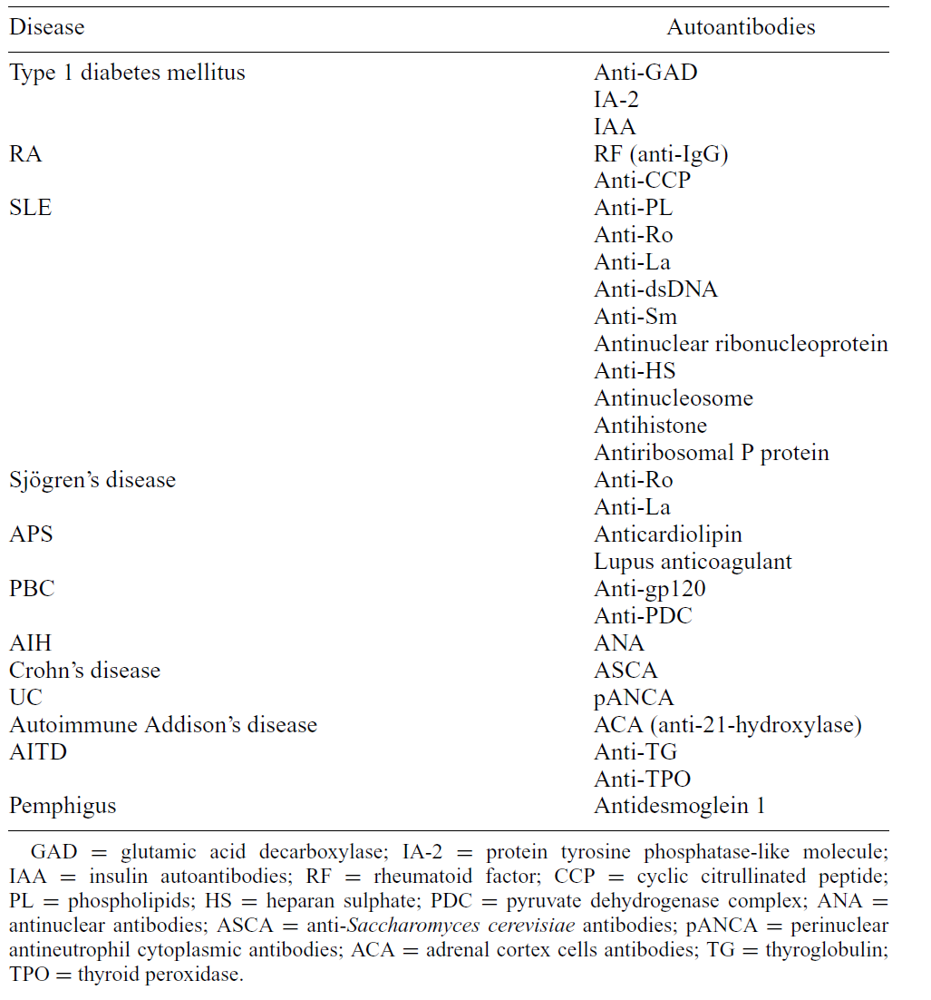 Disease Autoantibodies
Type 1 diabetes mellitus Anti-GAD
IA-2
IAA
RA RF (anti-IgG)
Anti-CCP
SLE Anti-PL
Anti-Ro
Anti-La
Anti-dsDNA
Anti-Sm
Antinuclear ribonucleoprotein
Anti-HS
Antinucleosome
Antihistone
Antiribosomal P protein
Sjögren’s disease Anti-Ro
Anti-La
APS Anticardiolipin
Lupus anticoagulant
PBC Anti-gp120
Anti-PDC
AIH ANA
Crohn’s disease ASCA
UC pANCA
Autoimmune Addison’s disease ACA (anti-21-hydroxylase)
AITD Anti-TG
Anti-TPO
Pemphigus Antidesmoglein 1
GAD = glutamic acid decarboxylase; IA-2 = protein tyrosine phosphatase-like molecule;
IAA = insulin autoantibodies; RF = rheumatoid factor; CCP = cyclic citrullinated peptide;
PL = phospholipids; HS = heparan sulphate; PDC = pyruvate dehydrogenase complex; ANA =
antinuclear antibodies; ASCA = anti-Saccharomyces cerevisiae antibodies; pANCA = perinuclear
antineutrophil cytoplasmic antibodies; ACA = adrenal cortex cells antibodies; TG = thyroglobulin;
TPO = thyroid peroxidase.